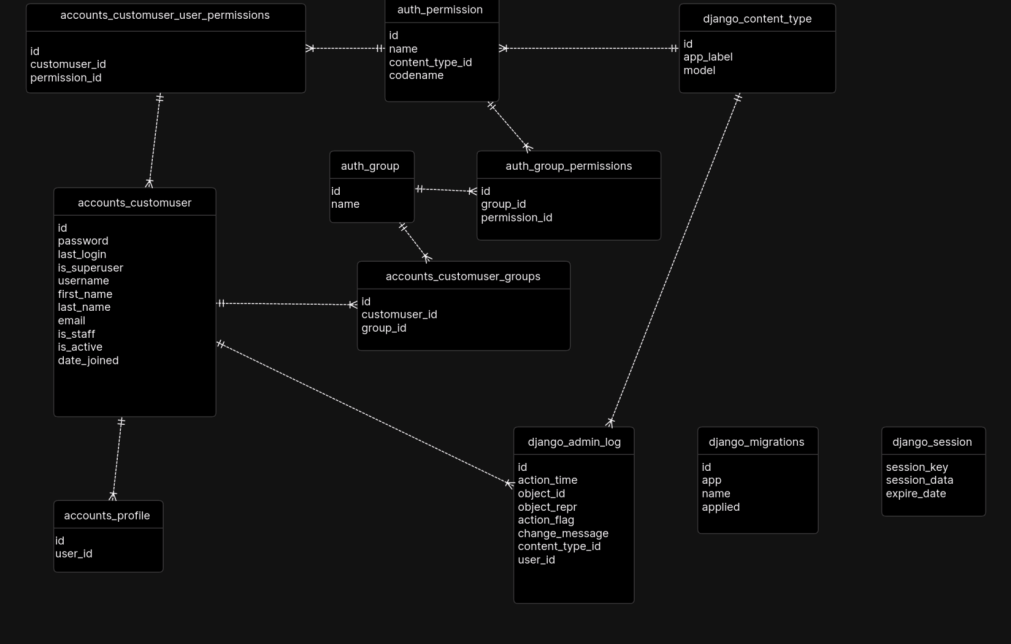 accounts_customuser_user_permissions
id
customuser_id
permission_id
auth_permission
id
name
content_type_id
codename
django_content_type
id
app_label
model
auth_group
id
name
auth_group_permissions
id
group_id
permission_id
accounts_customuser
id
password
last_login
is_superuser
username
first_name
last_name
email
is_staff
is_active
date_joined
accounts_customuser_groups
id
customuser_id
group_id
django_admin_log
id
action_time
object_id
object_repr
action_flag
change_message
content_type_id
user_id
django_migrations
id
app
name
applied
django_session
session_key
session_data
expire_date
accounts_profile
id
user_id